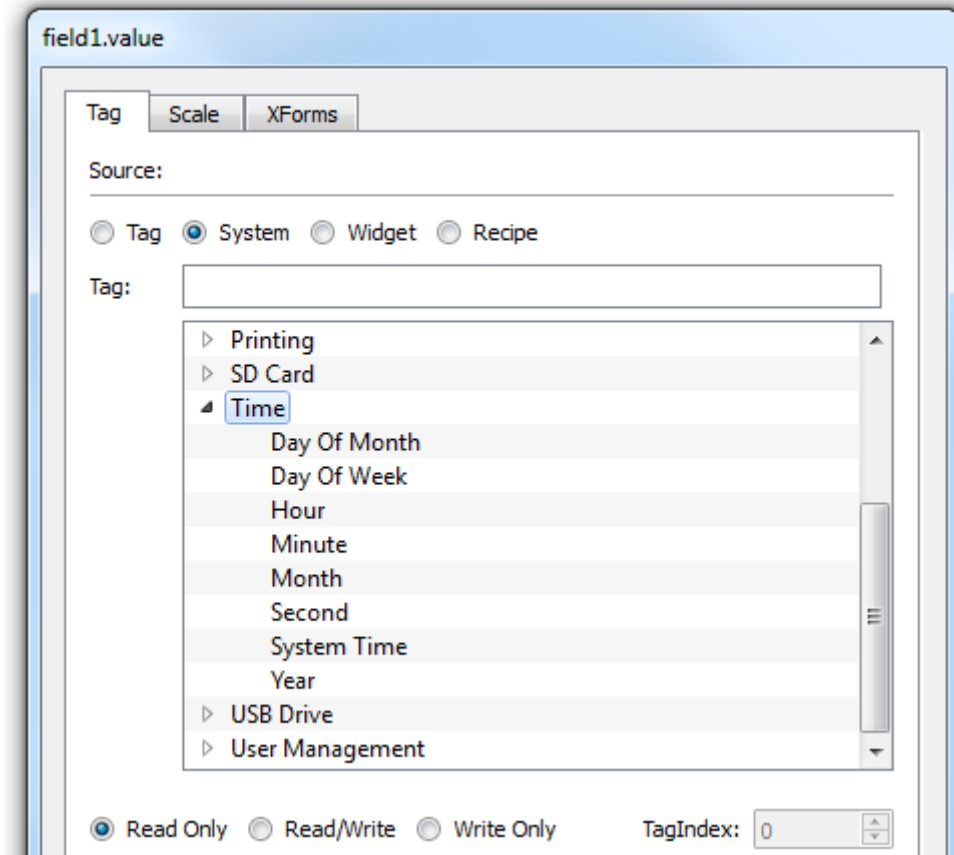 field1.value
Tag Scale XForms
Source:
Tag System Widget Recipe
Tag:
Printing
SD Card
Time
Day Of Month
Day Of Week
Hour
Minute
Month
Second
System Time
Year
USB Drive
User Management
Read Only Read/Write Write Only TagIndex: 0